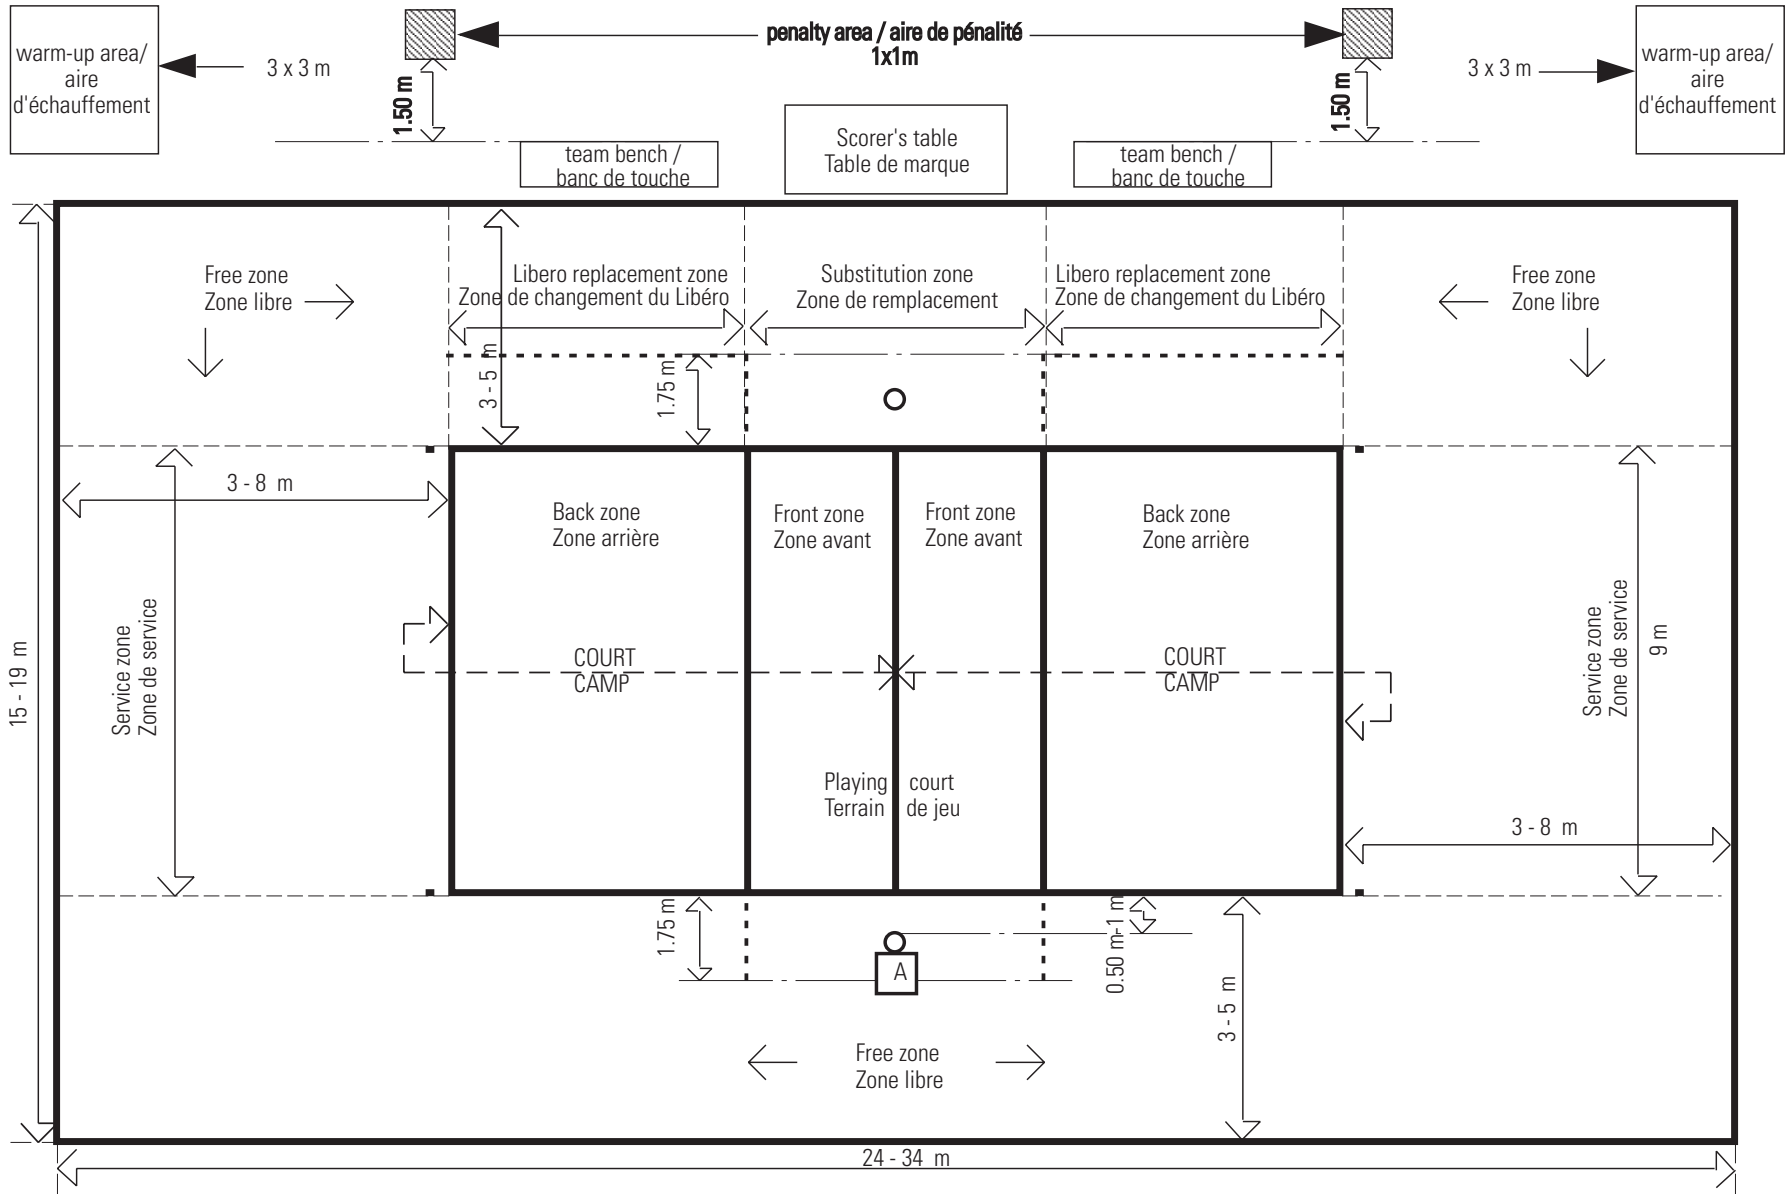 warm-up area/
aire
d'échauffement
3 x 3 m
penalty area / aire de pénalité
1x1m
3 x 3 m
warm-up area/
aire
d'échauffement
1.50 m
1.50 m
team bench /
banc de touche
Scorer's table
Table de marque
team bench /
banc de touche
Free zone
Zone libre
Libero replacement zone
Zone de changement du Libéro
Substitution zone
Zone de remplacement
Libero replacement zone
Zone de changement du Libéro
Free zone
Zone libre
3 - 5 m
1.75 m
3 - 8 m
Back zone
Zone arrière
Front zone
Zone avant
Front zone
Zone avant
Back zone
Zone arrière
15 - 19 m
Service zone
Zone de service
COURT
CAMP
COURT
CAMP
Service zone
Zone de service
9 m
Playing court
Terrain de jeu
3 - 8 m
1.75 m
A
0.50 m-1 m
3 - 5 m
Free zone
Zone libre
24 - 34 m